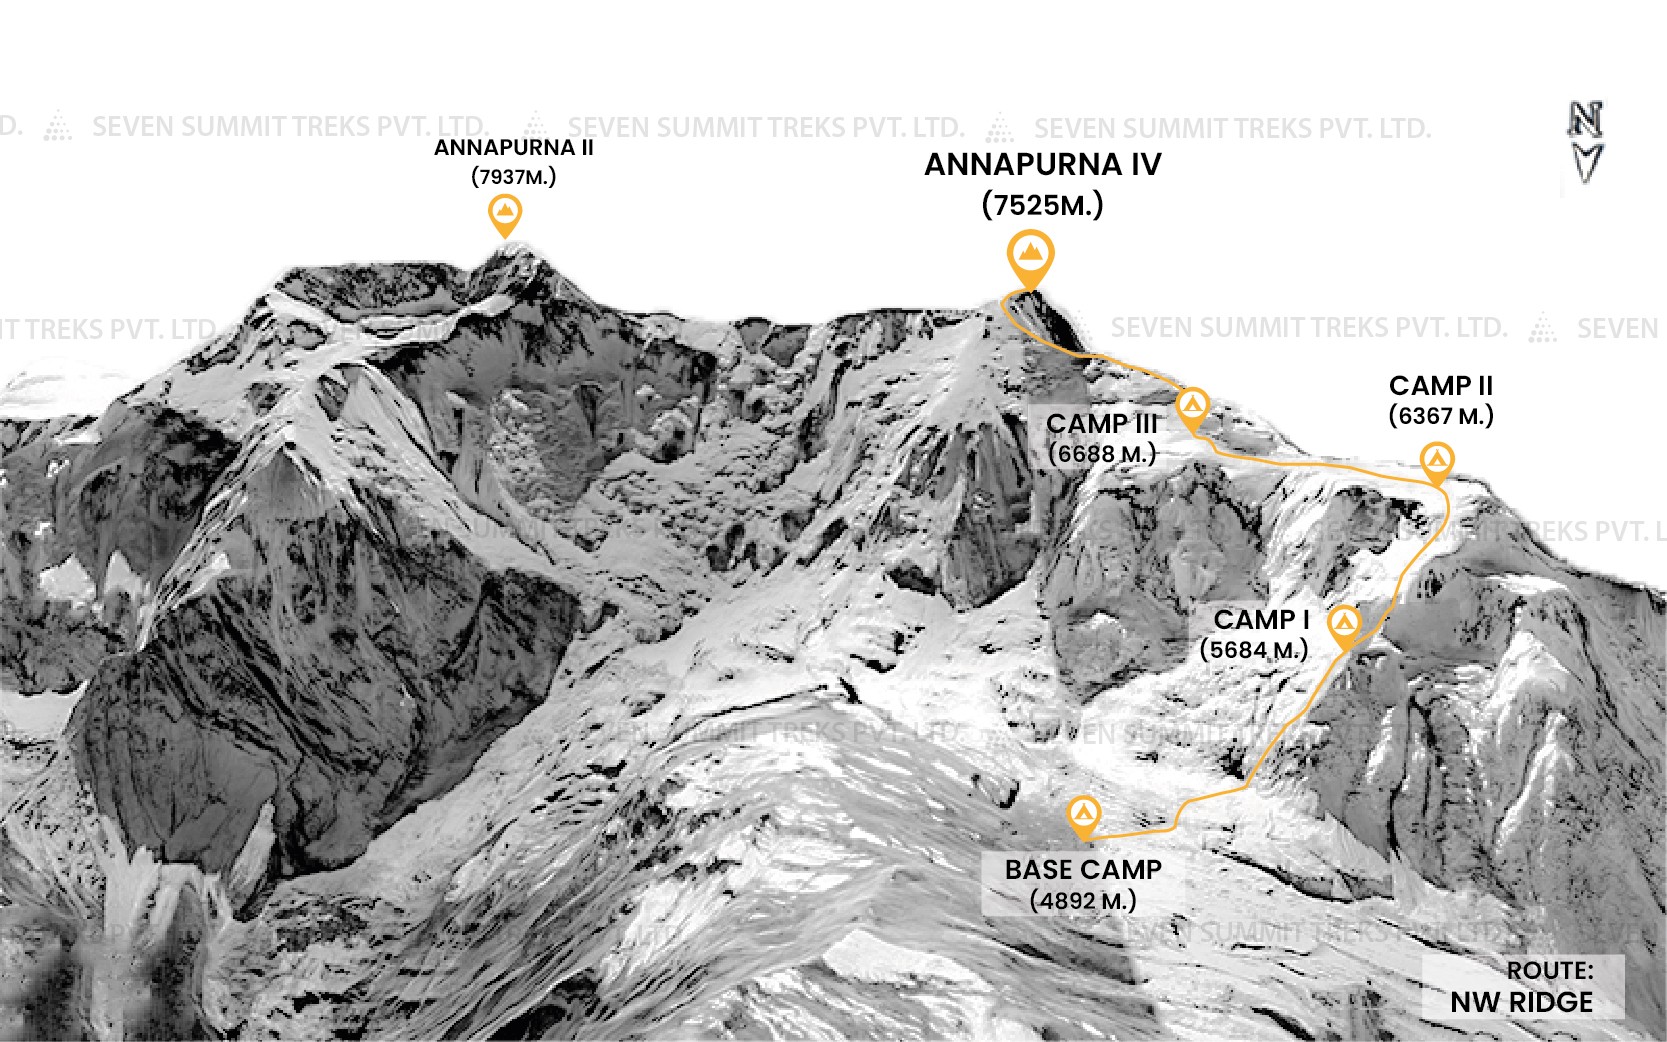 D. SEVEN SUMMIT TREKS PVT. LTD. SEVEN SUMMIT TREKS PVT. LTD. SEVEN SUMMIT TREKS PVT. LTD.
N
ANNAPURNA II
(7937M.)
ANNAPURNA IV
(7525M.)
IT TREKS PVT. LTD. SEVEN SUMMIT TREKS PVT. LTD. SEVEN
CAMP II
(6367 M.)
CAMP III
(6688 M.)
CAMP I
(5684 M.)
BASE CAMP
(4892 M.)
ROUTE:
NW RIDGE